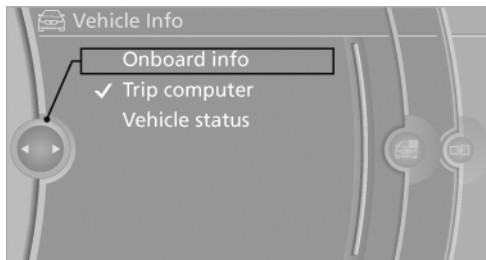 Vehicle Info
Onboard info
Trip computer
Vehicle status